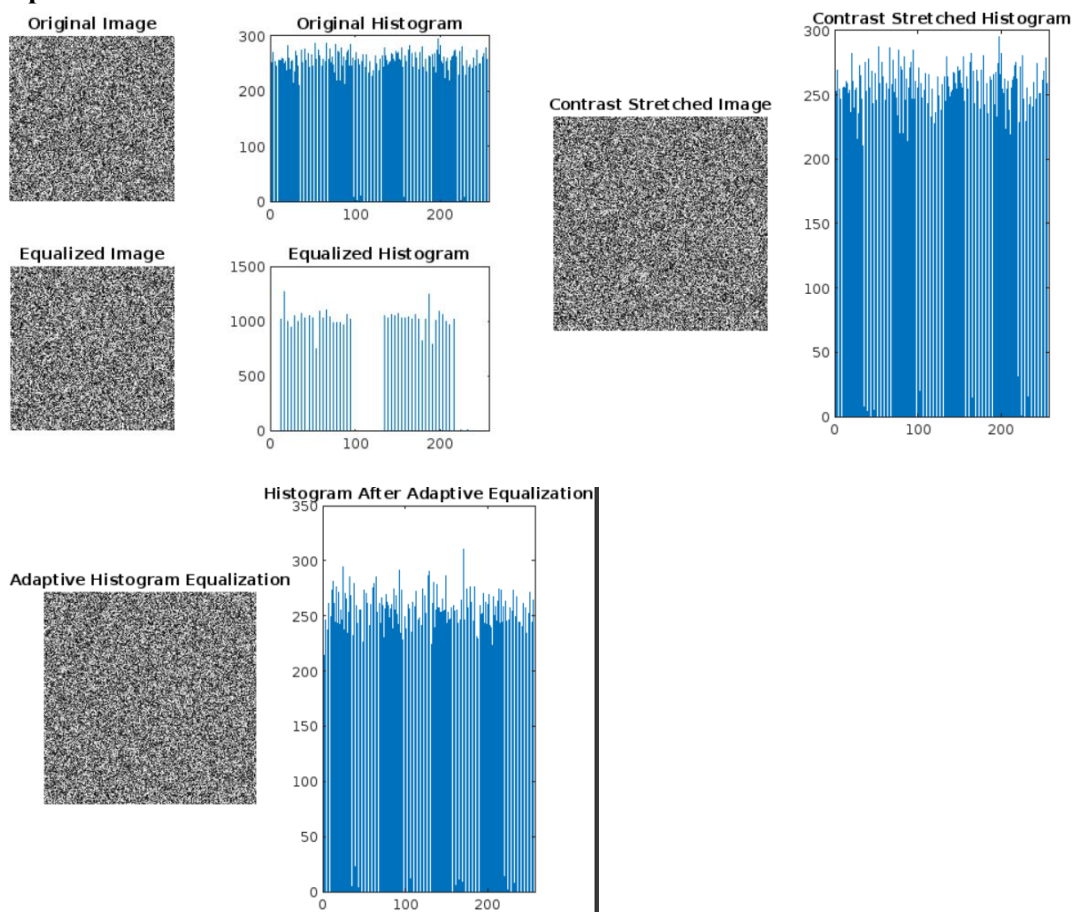 Original Image
Original Histogram
300
200
100
0
0 100 200
Equalized Image
Equalized Histogram
1500
1000
500
0
0 100 200
Contrast Stretched Image
Contrast Stretched Histogram
300
250
200
150
100
50
0
0 100 200
Adaptive Histogram Equalization
Histogram After Adaptive Equalization
350
300
250
200
150
100
50
0
0 100 200